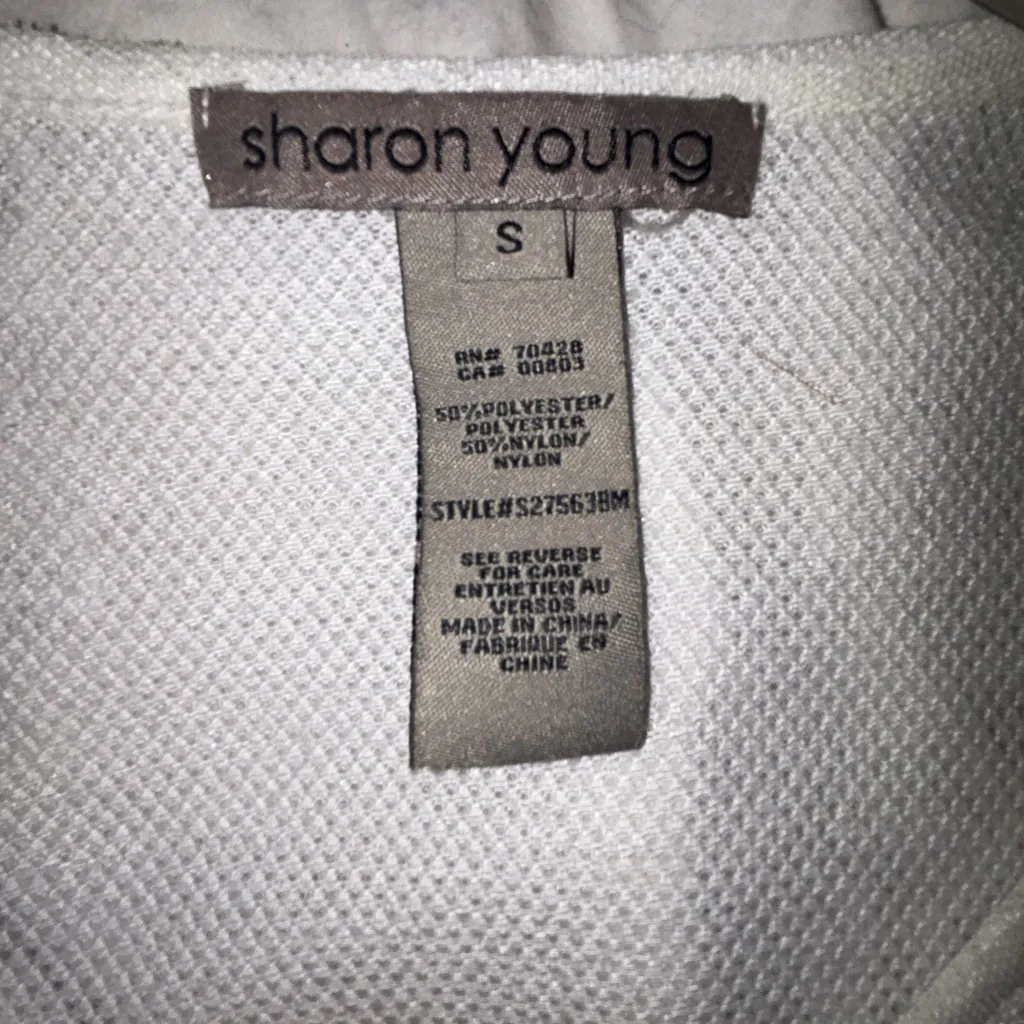 sharon young
S
RN# 70428
CA# 00803
50%POLYESTER/
POLYESTER
50%NYLON/
NYLON
STYLE#S27563BM
SEE REVERSE
FOR CARE
ENTRETIEN AU
VERSOS
MADE IN CHINA/
FABRIQUE EN
CHINE